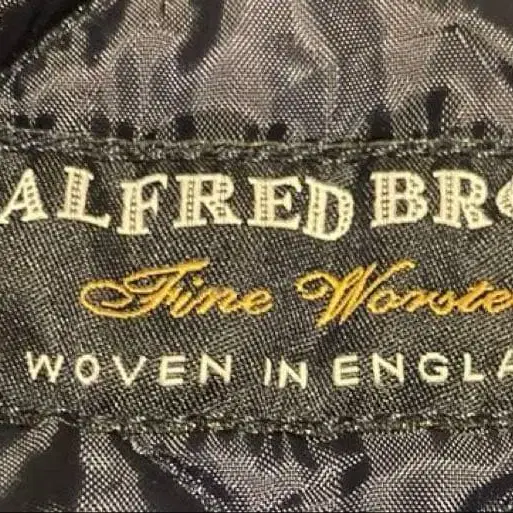 ALFRED BRO
Fine Worste
WOVEN IN ENGLA